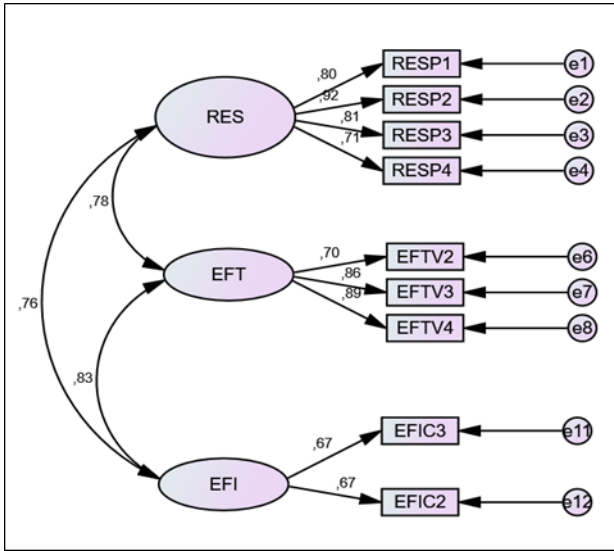 RES
,80
RESP1
e1
,92
RESP2
e2
,81
RESP3
e3
,71
RESP4
e4
,78
EFT
,70
EFTV2
e6
,86
EFTV3
e7
,89
EFTV4
e8
,76
,83
EFI
,67
EFIC3
e11
,67
EFIC2
e12